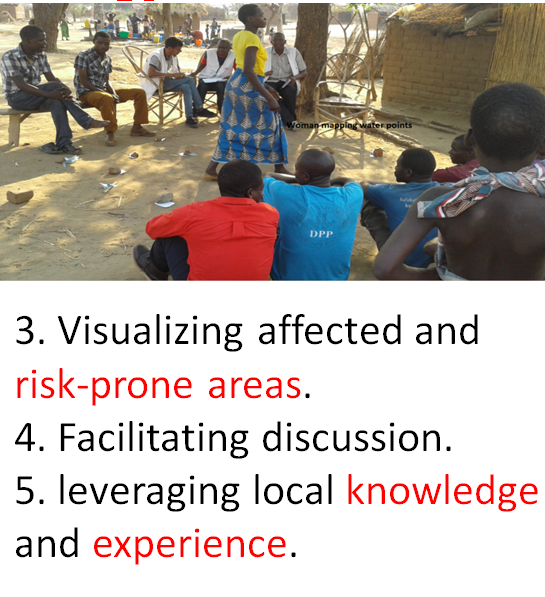 Woman mapping water points
DPP
3. Visualizing affected and
risk-prone areas.
4. Facilitating discussion.
5. leveraging local knowledge
and experience.